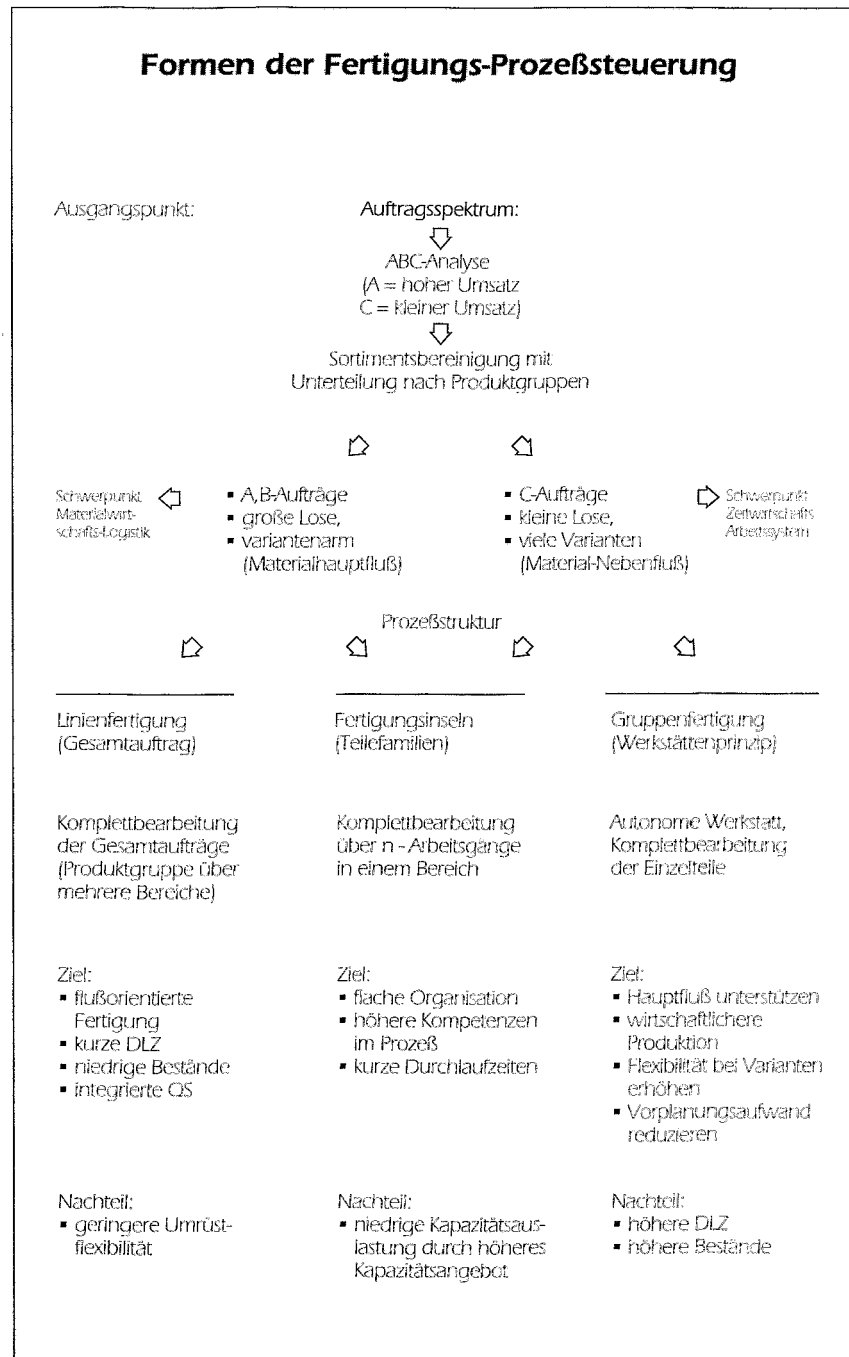 Formen der Fertigungs-Prozeßsteuerung
Ausgangspunkt:
Auftragsspektrum:
ABC-Analyse
(A = hoher Umsatz
C = kleiner Umsatz)
Sortimentsbereinigung mit
Unterteilung nach Produktgruppen
Schwerpunkt
Materialwirt-
schafts-Logistik
▪ A,B-Aufträge
▪ große Lose,
▪ variantenarm
(Materialhauptfluß)
▪ C-Aufträge
▪ kleine Lose,
▪ viele Varianten
(Material-Nebenfluß)
Schwerpunkt
Zeitwirtschafts
Arbeitssystem
Prozeßstruktur
Linienfertigung
(Gesamtauftrag)
Komplettbearbeitung
der Gesamtaufträge
(Produktgruppe über
mehrere Bereiche)
Ziel:
▪ flußorientierte
Fertigung
▪ kurze DLZ
▪ niedrige Bestände
▪ integrierte QS
Nachteil:
▪ geringere Umrüst-
flexibilität
Fertigungsinseln
(Teilefamilien)
Komplettbearbeitung
über n - Arbeitsgänge
in einem Bereich
Ziel:
▪ flache Organisation
▪ höhere Kompetenzen
im Prozeß
▪ kurze Durchlaufzeiten
Nachteil:
▪ niedrige Kapazitätsaus-
lastung durch höheres
Kapazitätsangebot
Gruppenfertigung
(Werkstättenprinzip)
Autonome Werkstatt,
Komplettbearbeitung
der Einzelteile
Ziel:
▪ Hauptfluß unterstützen
▪ wirtschaftlichere
Produktion
▪ Flexibilität bei Varianten
erhöhen
▪ Vorplanungsaufwand
reduzieren
Nachteil:
▪ höhere DLZ
▪ höhere Bestände